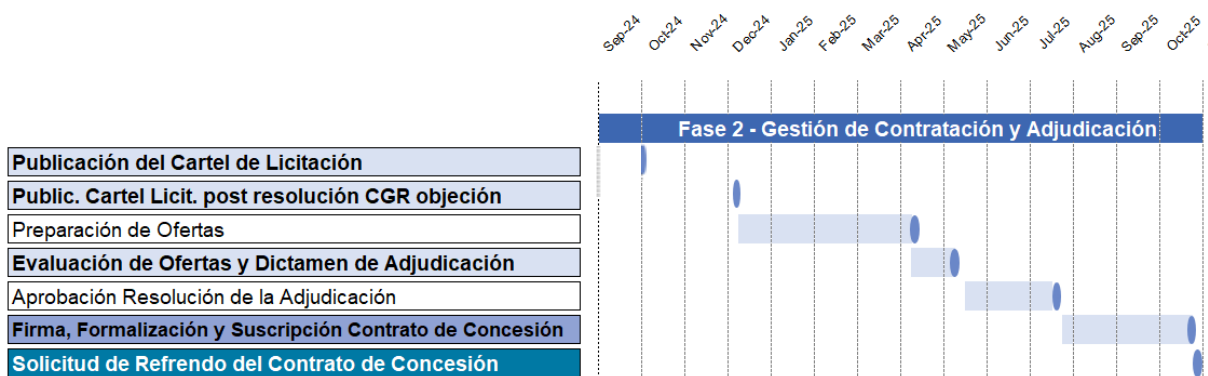 Sep-24 Oct-24 Nov-24 Dec-24 Jan-25 Feb-25 Mar-25 Apr-25 May-25 Jun-25 Jul-25 Aug-25 Sep-25 Oct-25
Fase 2 - Gestión de Contratación y Adjudicación
Publicación del Cartel de Licitación
Public. Cartel Licit. post resolución CGR objeción
Preparación de Ofertas
Evaluación de Ofertas y Dictamen de Adjudicación
Aprobación Resolución de la Adjudicación
Firma, Formalización y Suscripción Contrato de Concesión
Solicitud de Refrendo del Contrato de Concesión